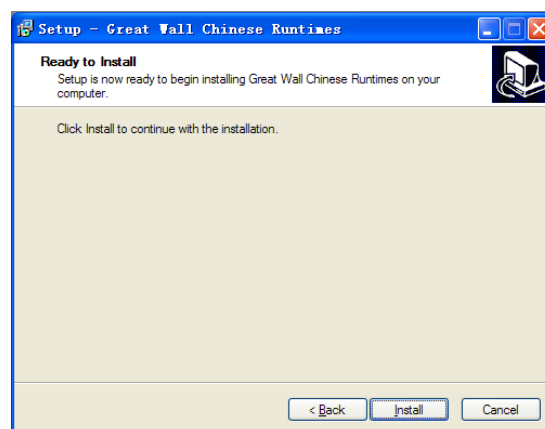 Setup - Great Wall Chinese Runtimes
Ready to Install
Setup is now ready to begin installing Great Wall Chinese Runtimes on your
computer.
Click Install to continue with the installation.
< Back Install Cancel